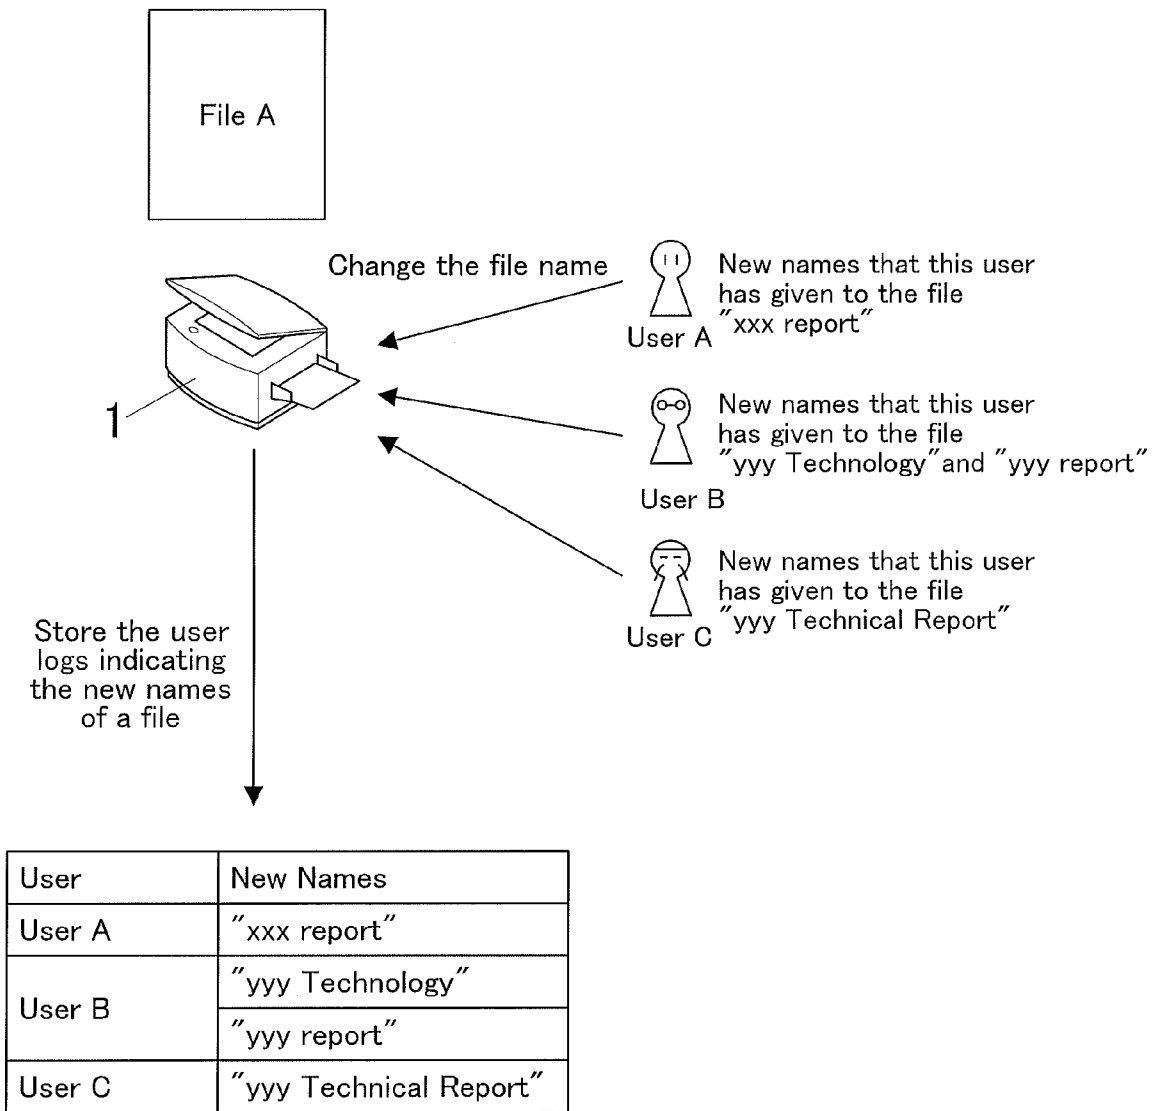 File A
Change the file name
New names that this user
has given to the file
"xxx report"
User A
1
New names that this user
has given to the file
"yyy Technology"and "yyy report"
User B
New names that this user
has given to the file
"yyy Technical Report"
User C
Store the user
logs indicating
the new names
of a file
User New Names
User A "xxx report"
User B "yyy Technology"
"yyy report"
User C "yyy Technical Report"